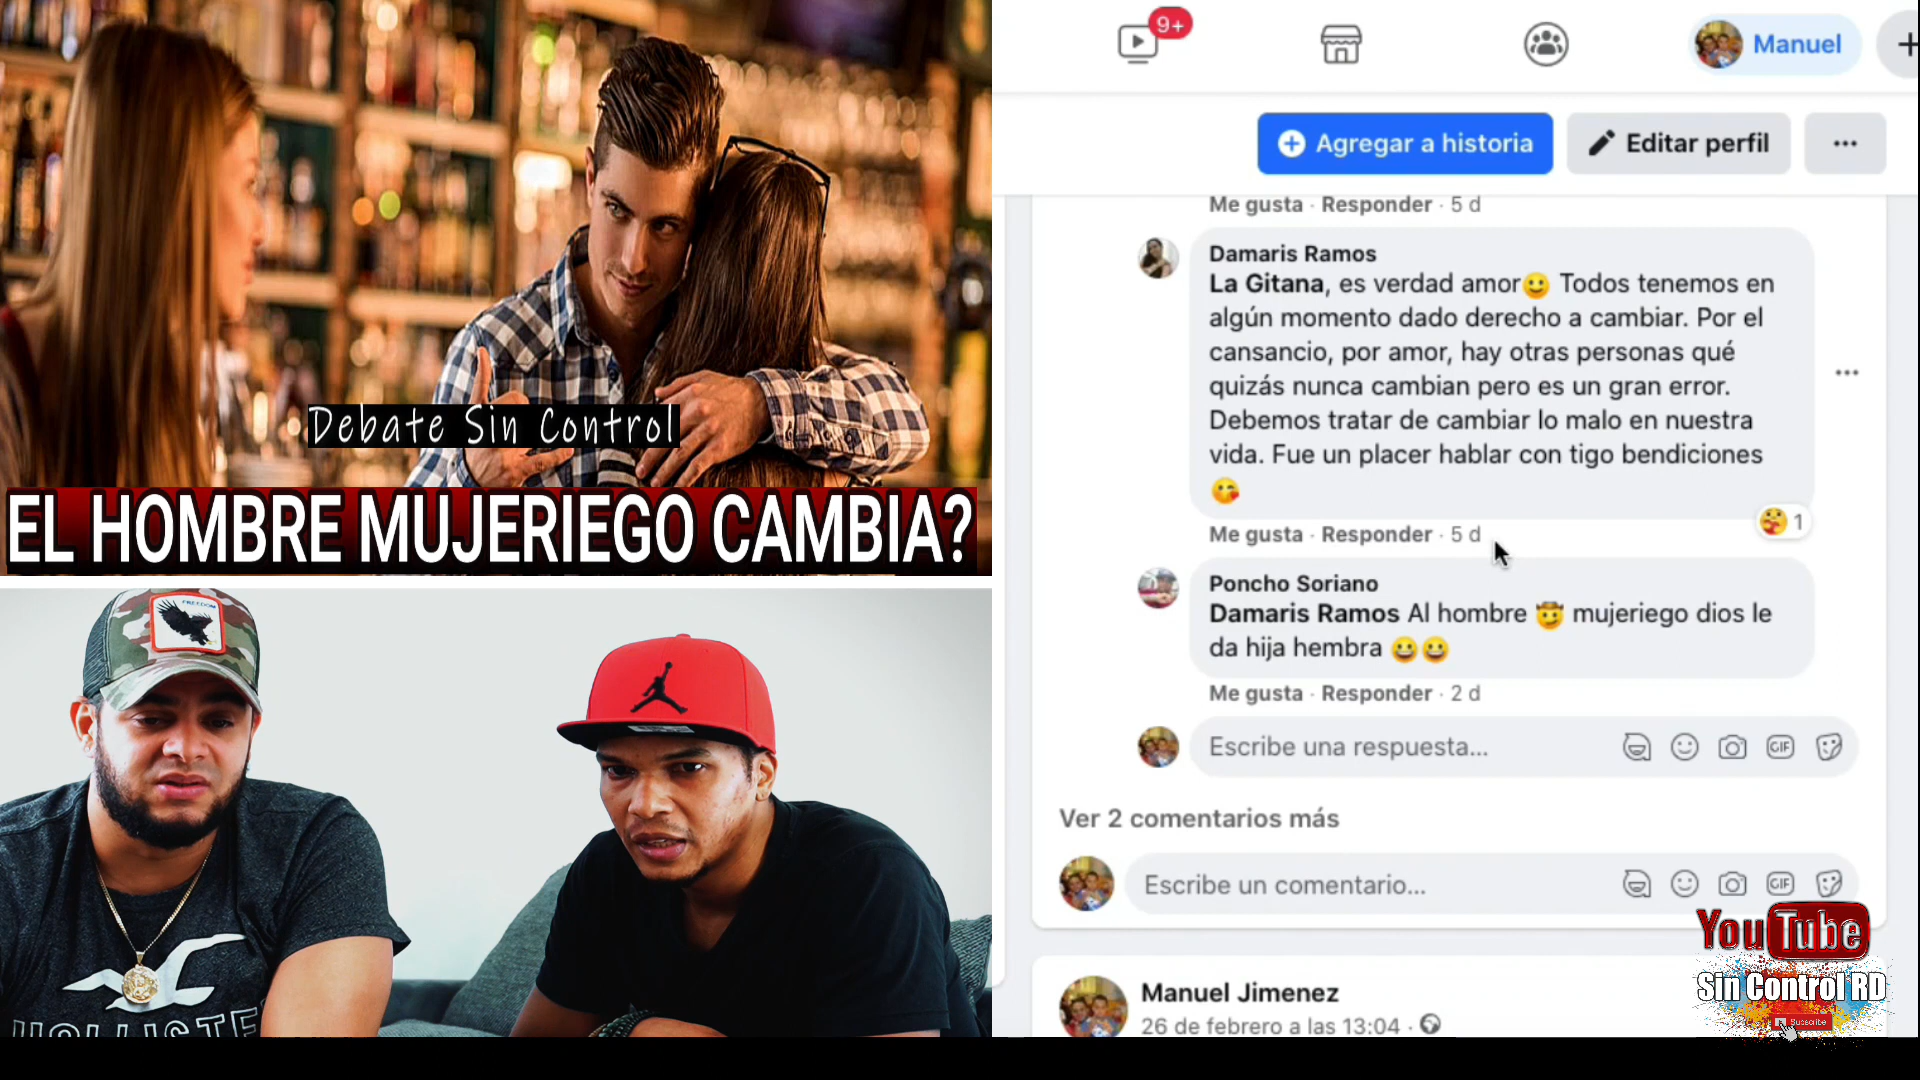 Debate Sin Control
EL HOMBRE MUJERIEGO CAMBIA?
FREEDOM
HOLLISTE
9+
Manuel
Agregar a historia
Editar perfil
Me gusta · Responder · 5 d
Damaris Ramos
La Gitana, es verdad amor🙂 Todos tenemos en
algún momento dado derecho a cambiar. Por el
cansancio, por amor, hay otras personas qué
quizás nunca cambian pero es un gran error.
Debemos tratar de cambiar lo malo en nuestra
vida. Fue un placer hablar con tigo bendiciones
😘
1
Me gusta · Responder · 5 d
Poncho Soriano
Damaris Ramos Al hombre 🤠 mujeriego dios le
da hija hembra 😀😀
Me gusta · Responder · 2 d
Escribe una respuesta...
GIF
Ver 2 comentarios más
Escribe un comentario...
GIF
Manuel Jimenez
26 de febrero a las 13:04 ·
YouTube
Sin Control RD
Subscribe